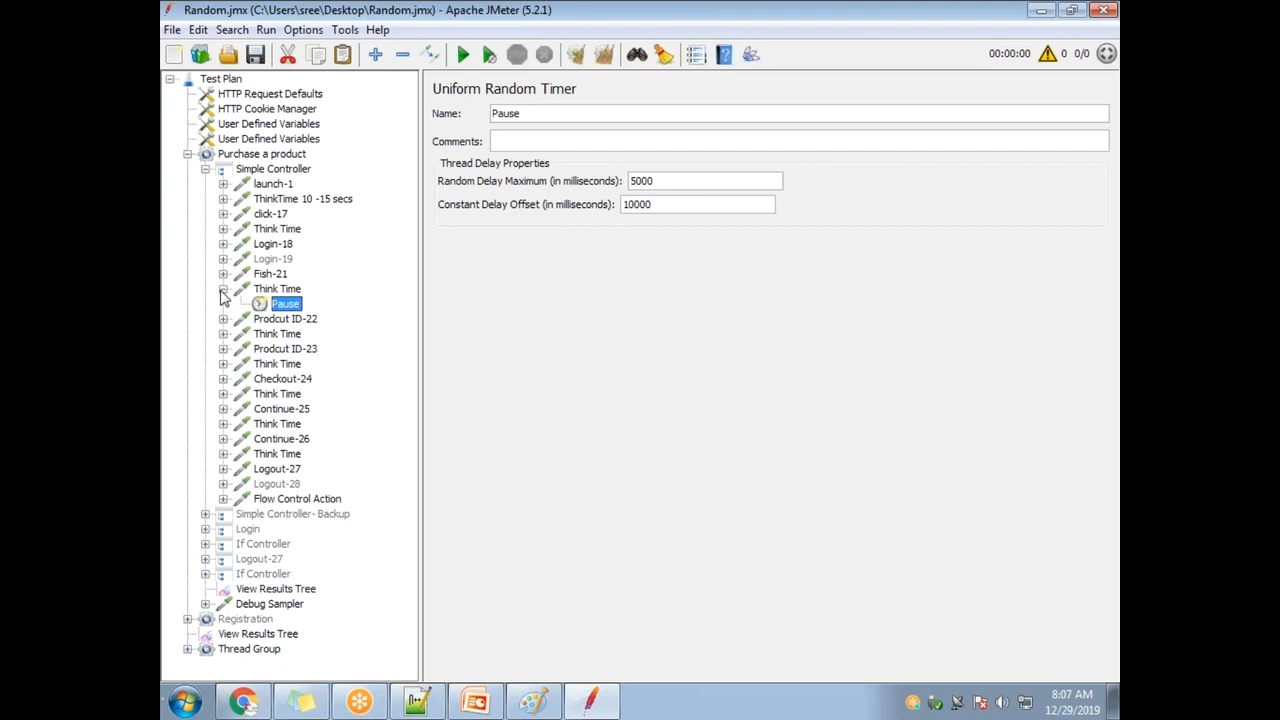 Random.jmx (C:\Users\sree\Desktop\Random.jmx) - Apache JMeter (5.2.1)
File Edit Search Run Options Tools Help
00:00:00 0 0/0
Test Plan
HTTP Request Defaults
HTTP Cookie Manager
User Defined Variables
User Defined Variables
Purchase a product
Simple Controller
launch-1
ThinkTime 10 -15 secs
click-17
Think Time
Login-18
Login-19
Fish-21
Think Time
Pause
Prodcut ID-22
Think Time
Prodcut ID-23
Think Time
Checkout-24
Think Time
Continue-25
Think Time
Continue-26
Think Time
Logout-27
Logout-28
Flow Control Action
Simple Controller- Backup
Login
If Controller
Logout-27
If Controller
View Results Tree
Debug Sampler
Registration
View Results Tree
Thread Group
Uniform Random Timer
Name: Pause
Comments:
Thread Delay Properties
Random Delay Maximum (in milliseconds): 5000
Constant Delay Offset (in milliseconds): 10000
8:07 AM
12/29/2019